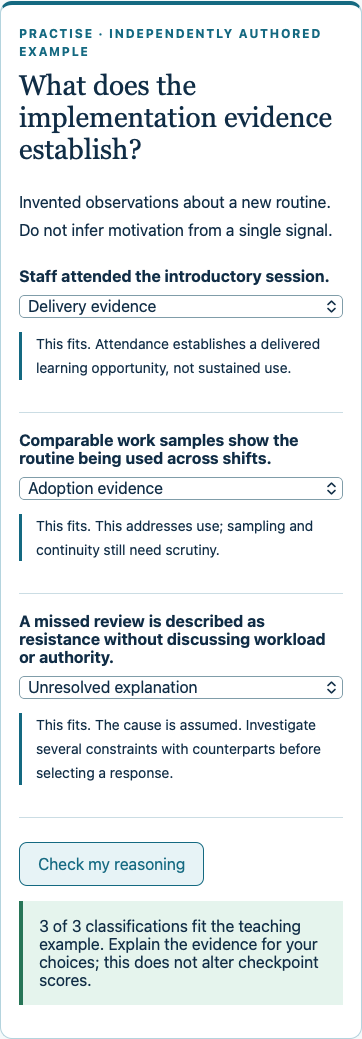 PRACTISE · INDEPENDENTLY AUTHORED
EXAMPLE
What does the
implementation evidence
establish?
Invented observations about a new routine.
Do not infer motivation from a single signal.
Staff attended the introductory session.
Delivery evidence
This fits. Attendance establishes a delivered
learning opportunity, not sustained use.
Comparable work samples show the
routine being used across shifts.
Adoption evidence
This fits. This addresses use; sampling and
continuity still need scrutiny.
A missed review is described as
resistance without discussing workload
or authority.
Unresolved explanation
This fits. The cause is assumed. Investigate
several constraints with counterparts before
selecting a response.
Check my reasoning
3 of 3 classifications fit the teaching
example. Explain the evidence for your
choices; this does not alter checkpoint
scores.